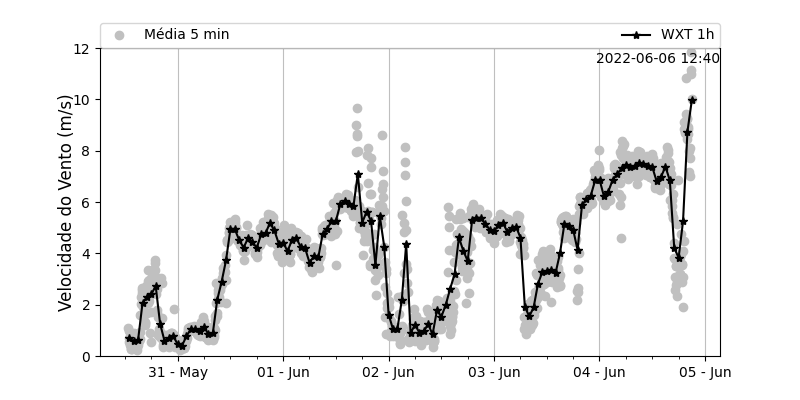 Média 5 min
WXT 1h
2022-06-06 12:40
Velocidade do Vento (m/s)
12
10
8
6
4
2
0
31 - May
01 - Jun
02 - Jun
03 - Jun
04 - Jun
05 - Jun